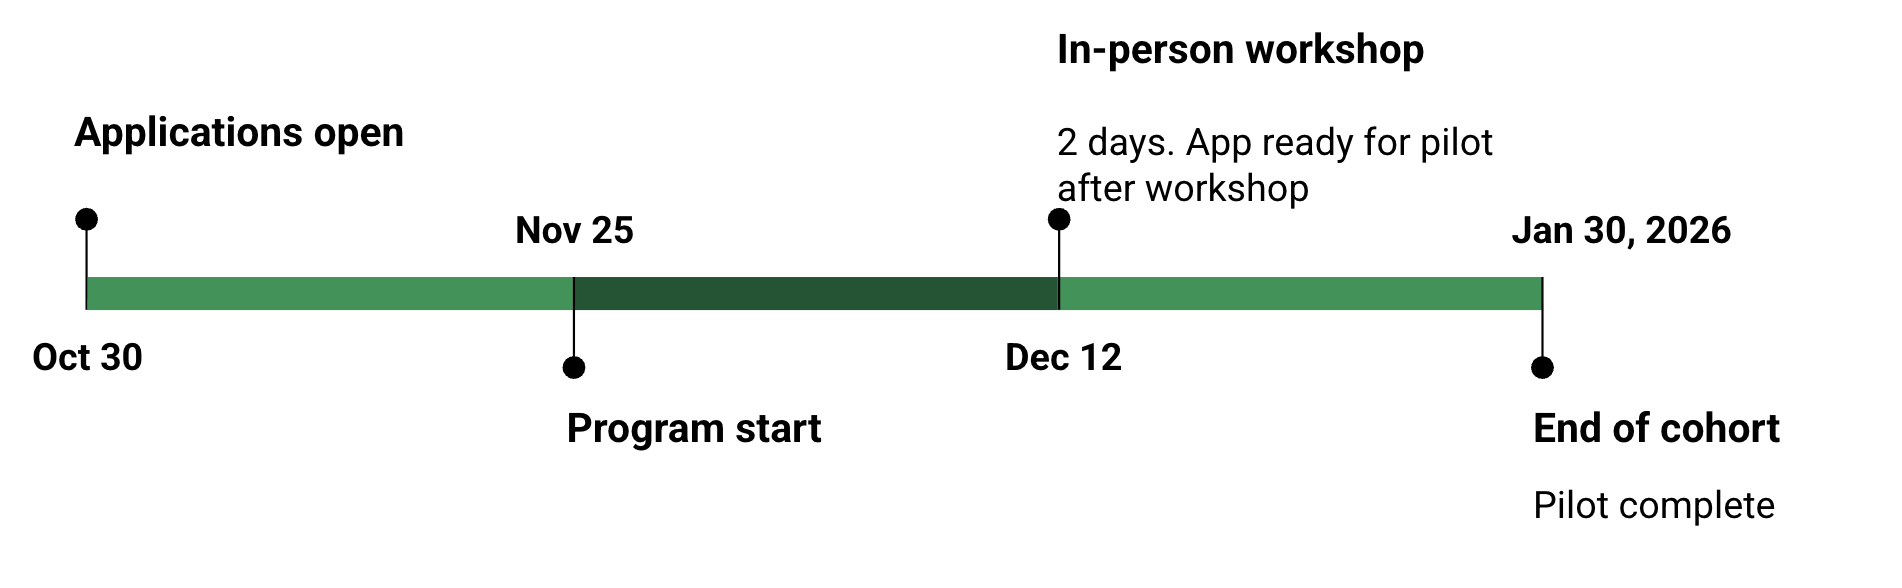 In-person workshop
Applications open
2 days. App ready for pilot
after workshop
Nov 25
Jan 30, 2026
Oct 30
Dec 12
Program start
End of cohort
Pilot complete